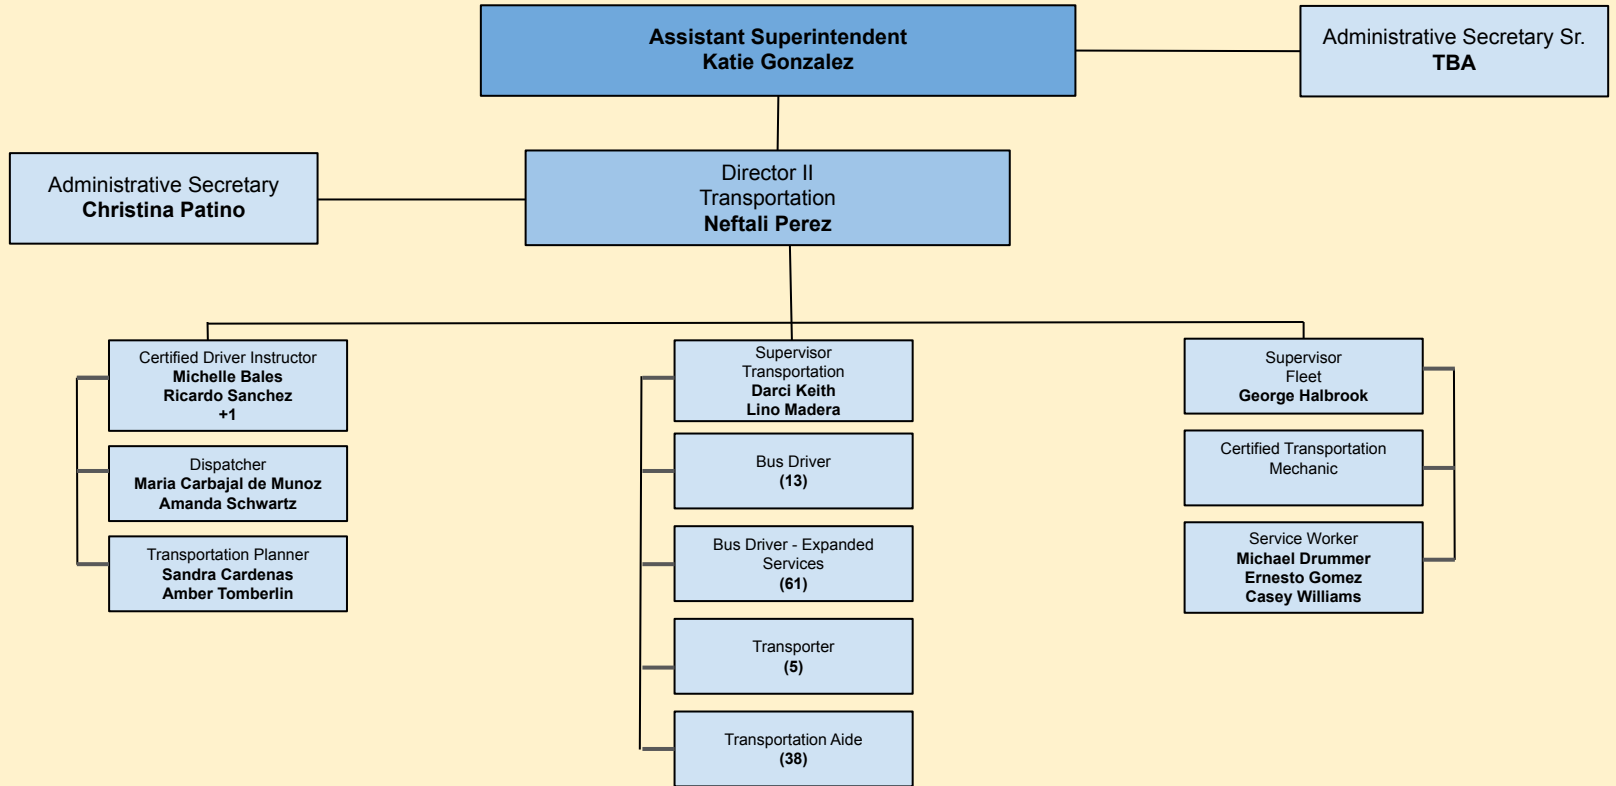 Assistant Superintendent
Katie Gonzalez
Administrative Secretary Sr.
TBA
Administrative Secretary
Christina Patino
Director II
Transportation
Neftali Perez
Certified Driver Instructor
Michelle Bales
Ricardo Sanchez
+1
Dispatcher
Maria Carbajal de Munoz
Amanda Schwartz
Transportation Planner
Sandra Cardenas
Amber Tomberlin
Supervisor
Transportation
Darci Keith
Lino Madera
Bus Driver
(13)
Bus Driver - Expanded
Services
(61)
Transporter
(5)
Transportation Aide
(38)
Supervisor
Fleet
George Halbrook
Certified Transportation
Mechanic
Service Worker
Michael Drummer
Ernesto Gomez
Casey Williams